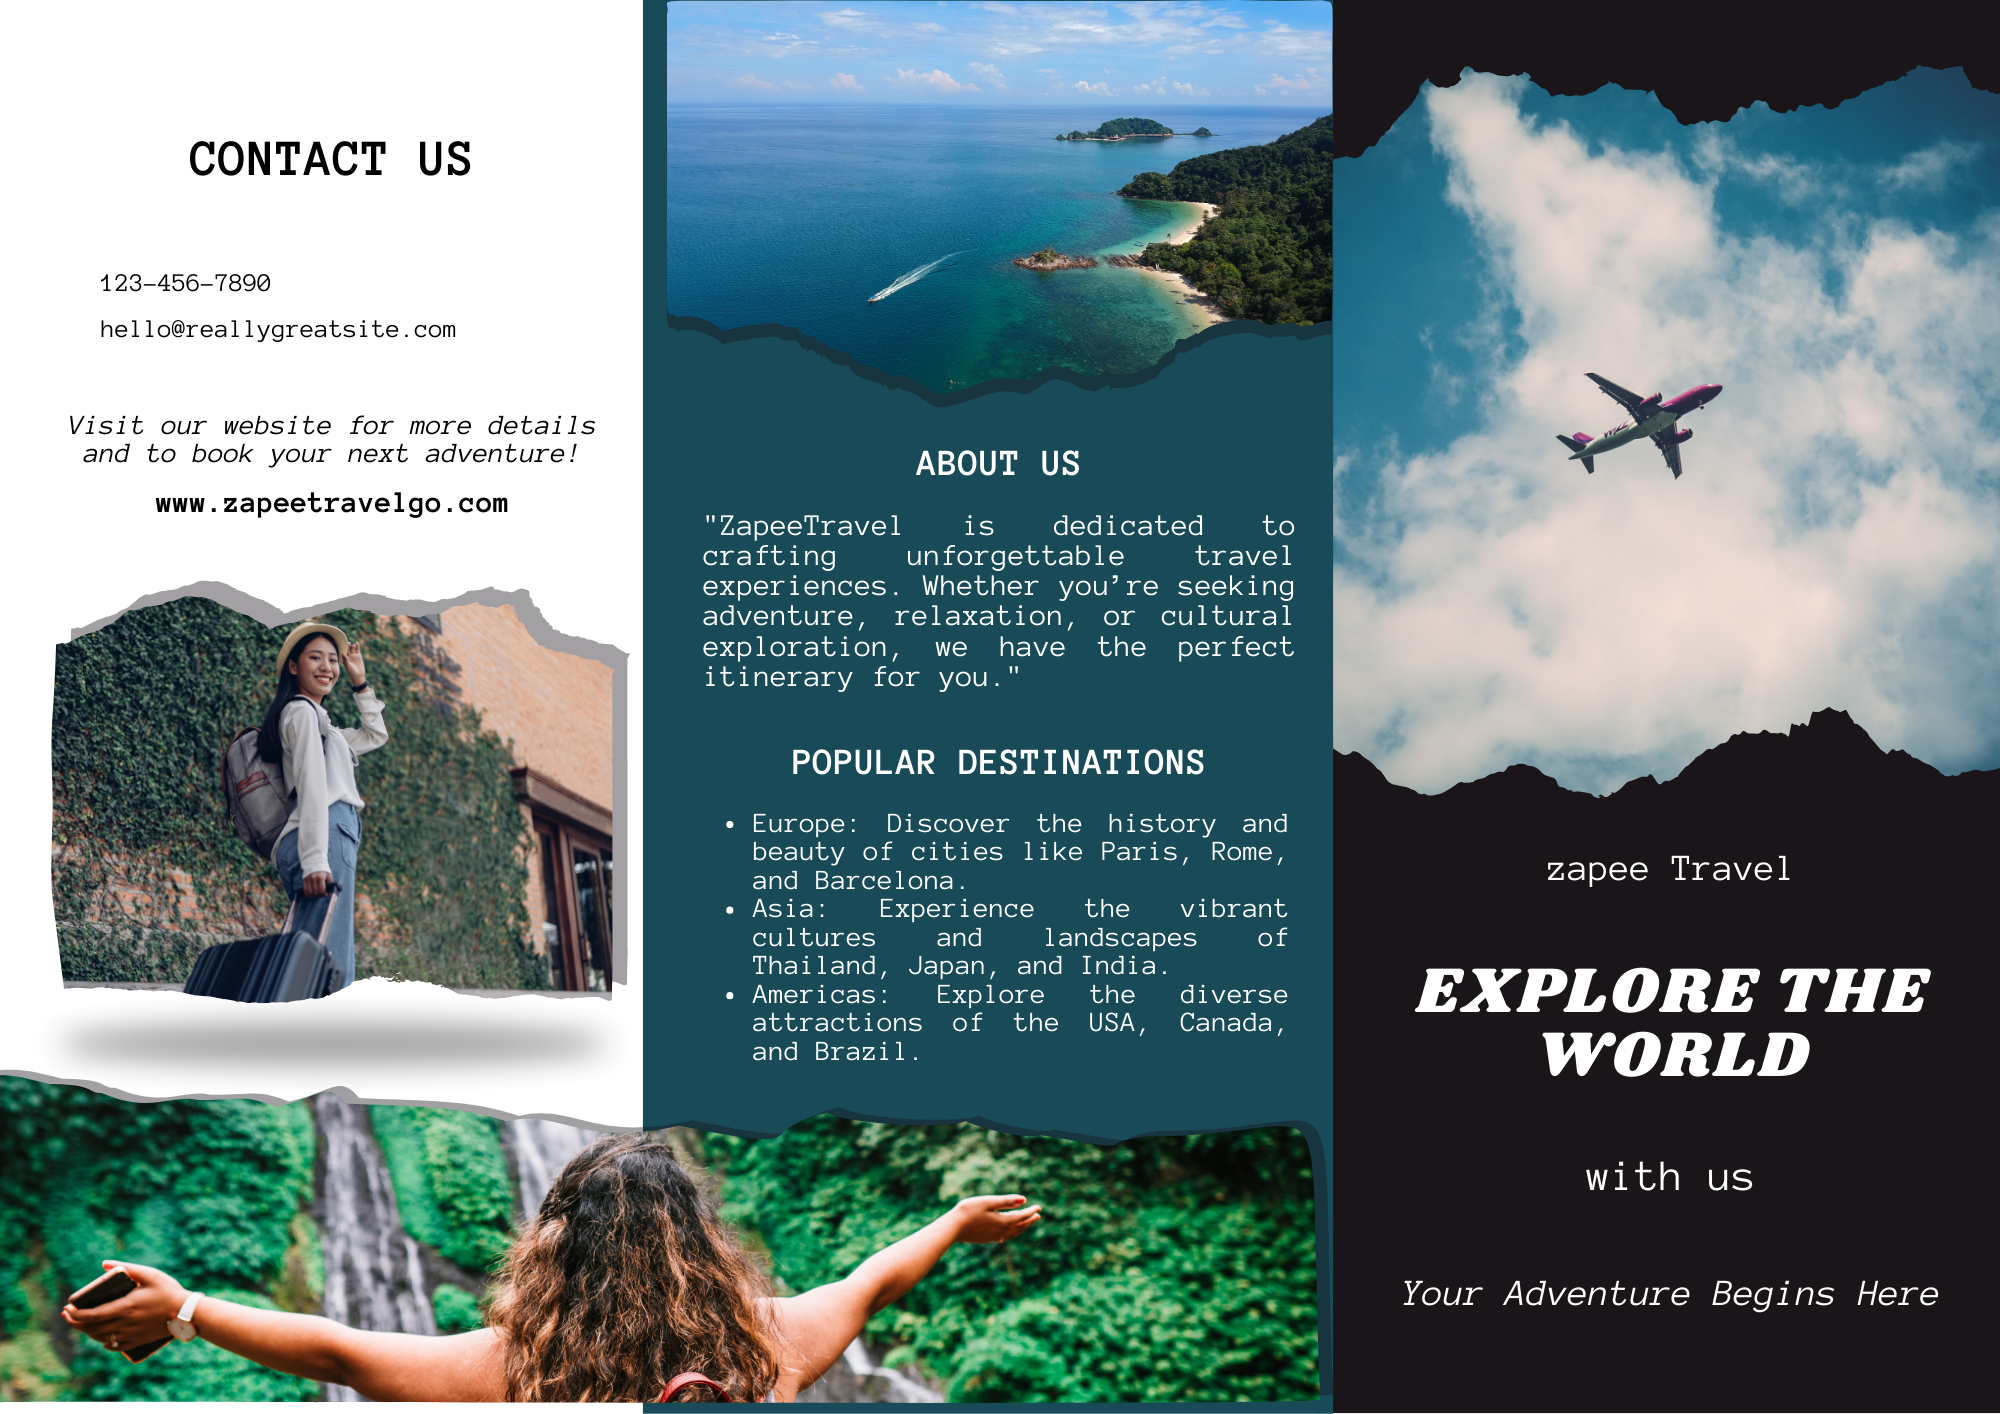 CONTACT US
123-456-7890
hello@reallygreatsite.com
Visit our website for more details
and to book your next adventure!
www.zapeetravelgo.com
ABOUT US
"ZapeeTravel is dedicated to
crafting unforgettable travel
experiences. Whether you’re seeking
adventure, relaxation, or cultural
exploration, we have the perfect
itinerary for you."
POPULAR DESTINATIONS
• Europe: Discover the history and
beauty of cities like Paris, Rome,
and Barcelona.
• Asia: Experience the vibrant
cultures and landscapes of
Thailand, Japan, and India.
• Americas: Explore the diverse
attractions of the USA, Canada,
and Brazil.
zapee Travel
EXPLORE THE
WORLD
with us
Your Adventure Begins Here